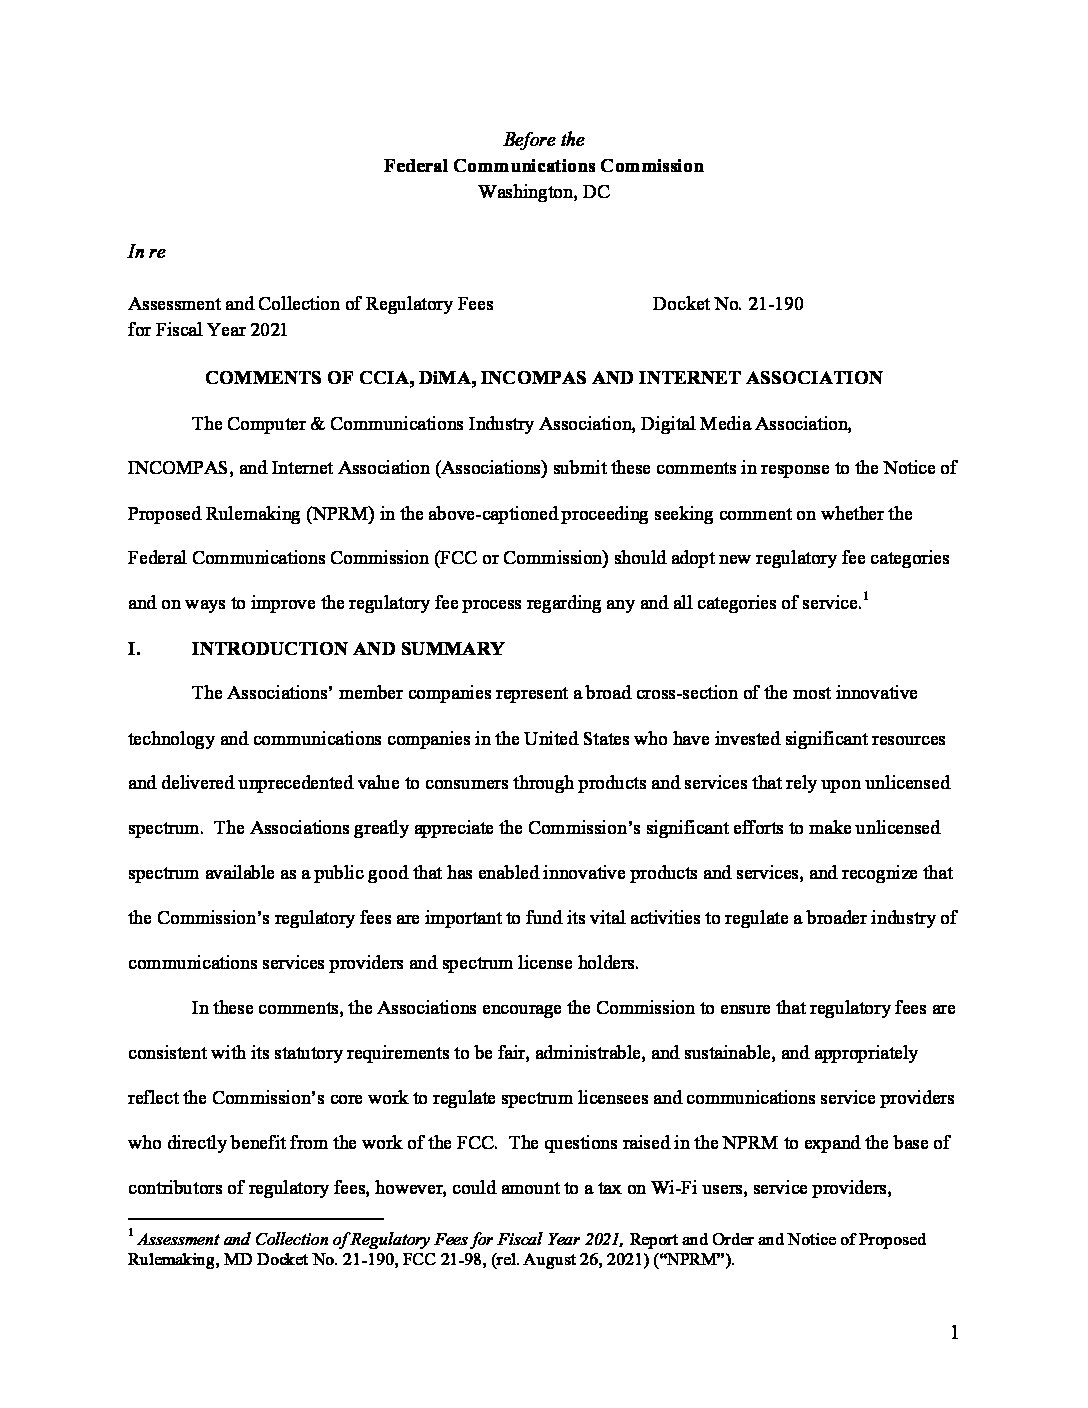 Before the
Federal Communications Commission
Washington, DC
In re
Assessment and Collection of Regulatory Fees Docket No. 21-190
for Fiscal Year 2021
COMMENTS OF CCIA, DiMA, INCOMPAS AND INTERNET ASSOCIATION
The Computer & Communications Industry Association, Digital Media Association,
INCOMPAS, and Internet Association (Associations) submit these comments in response to the Notice of
Proposed Rulemaking (NPRM) in the above-captioned proceeding seeking comment on whether the
Federal Communications Commission (FCC or Commission) should adopt new regulatory fee categories
and on ways to improve the regulatory fee process regarding any and all categories of service.1
I. INTRODUCTION AND SUMMARY
The Associations’ member companies represent a broad cross-section of the most innovative
technology and communications companies in the United States who have invested significant resources
and delivered unprecedented value to consumers through products and services that rely upon unlicensed
spectrum. The Associations greatly appreciate the Commission’s significant efforts to make unlicensed
spectrum available as a public good that has enabled innovative products and services, and recognize that
the Commission’s regulatory fees are important to fund its vital activities to regulate a broader industry of
communications services providers and spectrum license holders.
In these comments, the Associations encourage the Commission to ensure that regulatory fees are
consistent with its statutory requirements to be fair, administrable, and sustainable, and appropriately
reflect the Commission’s core work to regulate spectrum licensees and communications service providers
who directly benefit from the work of the FCC. The questions raised in the NPRM to expand the base of
contributors of regulatory fees, however, could amount to a tax on Wi-Fi users, service providers,
1 Assessment and Collection of Regulatory Fees for Fiscal Year 2021, Report and Order and Notice of Proposed
Rulemaking, MD Docket No. 21-190, FCC 21-98, (rel. August 26, 2021) (“NPRM”).
1